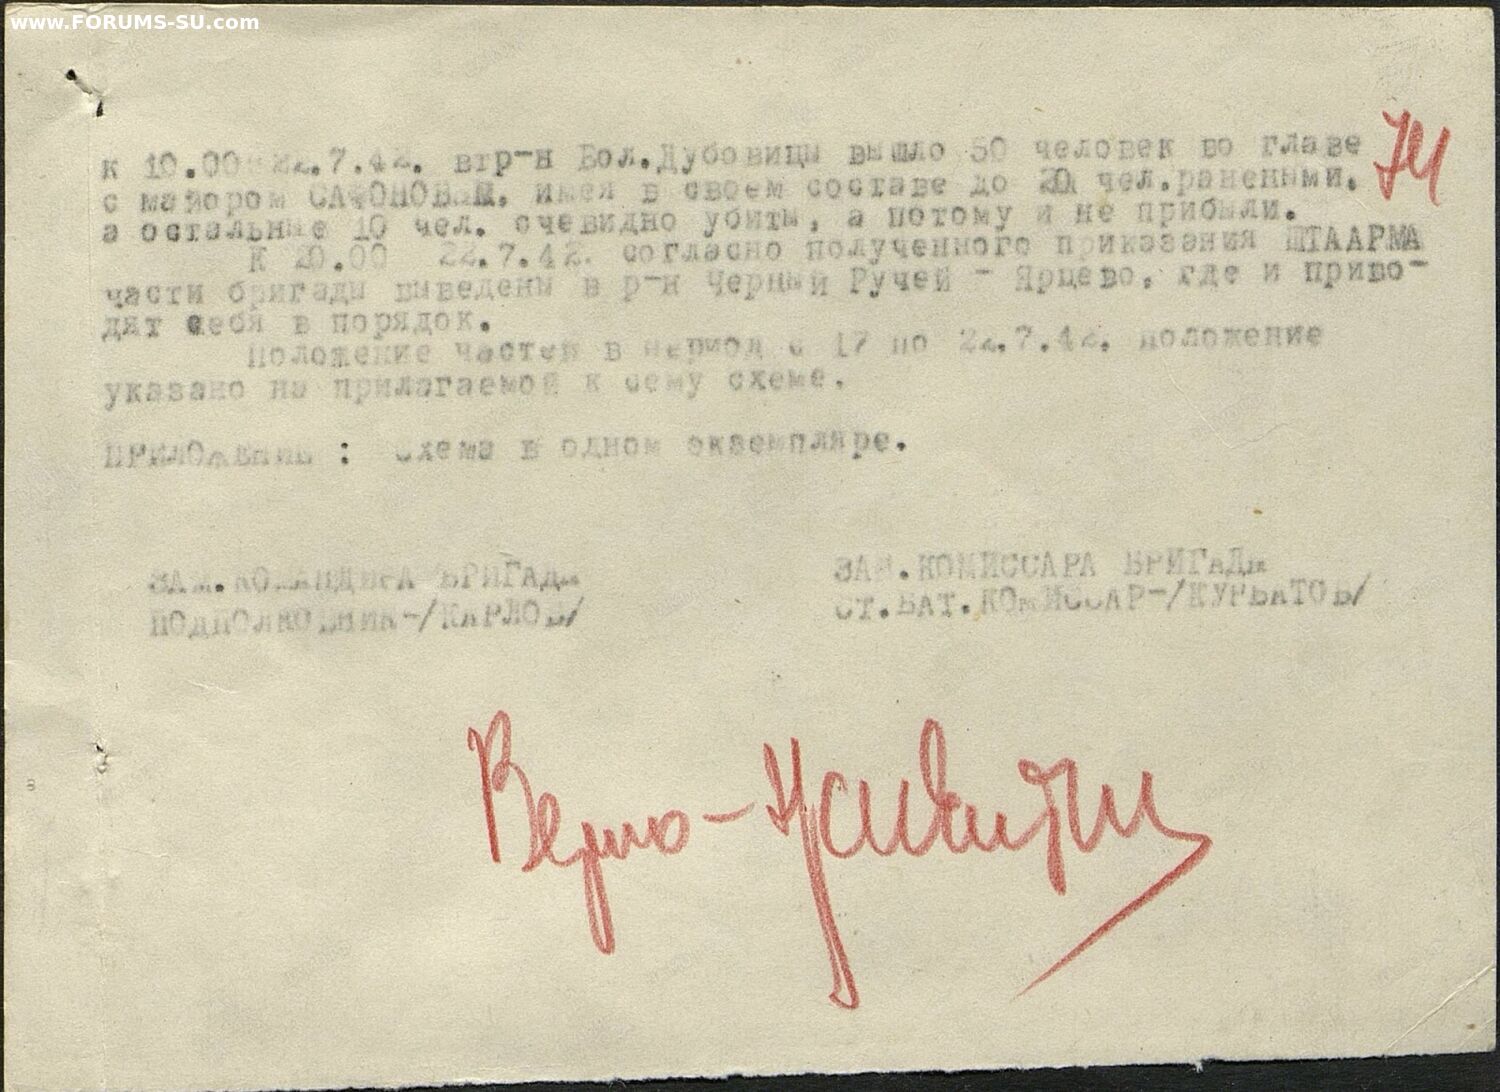 www.FORUMS-SU.com
к 10.00 22.7.42. втр-н Бол.Дубовицы вышло 50 человек во главе
с майором САФОНОВЫМ, имея в своем составе до 20 чел.ранеными,
а остальные 10 чел. очевидно убиты, а потому и не прибыли.
К 20.00 22.7.42. согласно полученного приказания ШТААРМА
части бригады выведены в р-н Черный Ручей - Ярцево, где и приво-
дят себя в порядок.
Положение частей в период с 17 по 22.7.42. положение
указано на прилагаемой к сему схеме.
ПРИЛОЖЕНИЕ : Схема в одном экземпляре.
ЗАМ.КОМАНДИРА БРИГАДЫ
ПОДПОЛКОВНИК-/КАРЛОВ/
ЗАМ.КОМИССАРА БРИГАДЫ
СТ.БАТ.КОМИССАР-/КУРБАТОВ/
Верно -